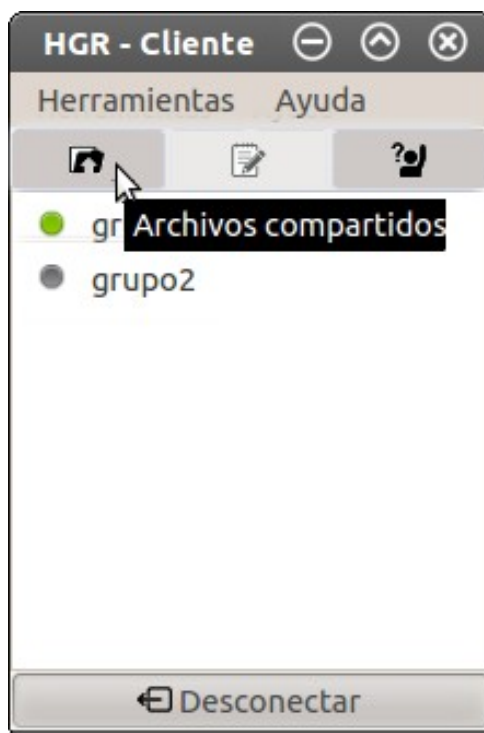 HGR - Cliente
Herramientas Ayuda
?
gr Archivos compartidos
grupo2
Desconectar